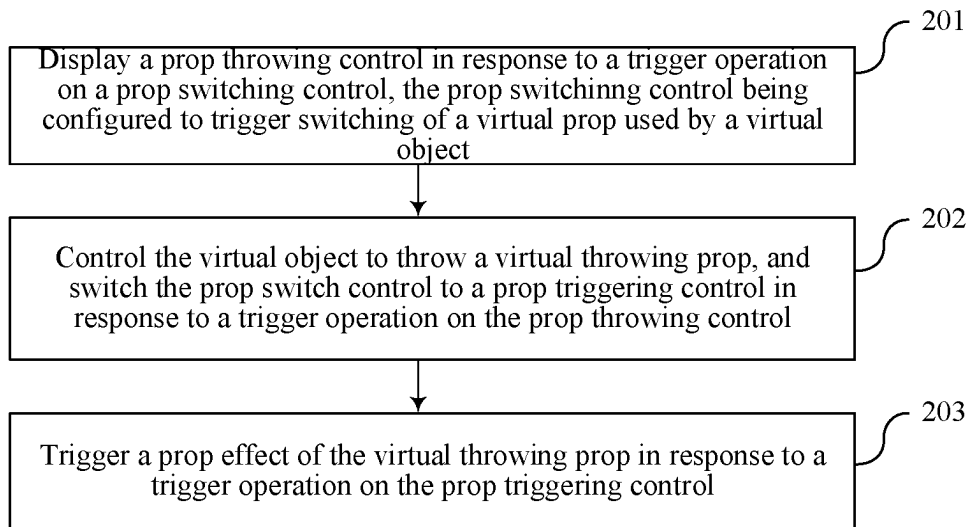 201
Display a prop throwing control in response to a trigger operation
on a prop switching control, the prop switchinng control being
configured to trigger switching of a virtual prop used by a virtual
object
202
Control the virtual object to throw a virtual throwing prop, and
switch the prop switch control to a prop triggering control in
response to a trigger operation on the prop throwing control
203
Trigger a prop effect of the virtual throwing prop in response to a
trigger operation on the prop triggering control